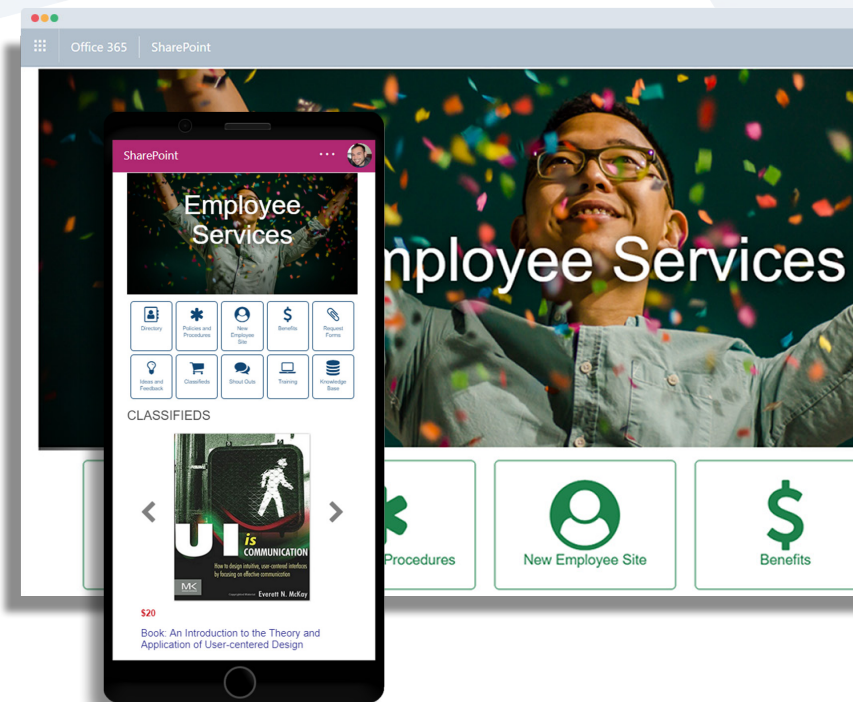 Office 365
SharePoint
SharePoint
Employee
Services
mployee Services
Directory
Policies and
Procedures
New
Employee
Site
Benefits
Request
Forms
Ideas and
Feedback
Classifieds
Shout Outs
Training
Knowledge
Base
CLASSIFIEDS
UI is
COMMUNICATION
How to design intuitive, user-centered interfaces
by focusing on effective communication
MK
Everett N. McKay
$20
Book: An Introduction to the Theory and
Application of User-centered Design
Procedures
New Employee Site
Benefits